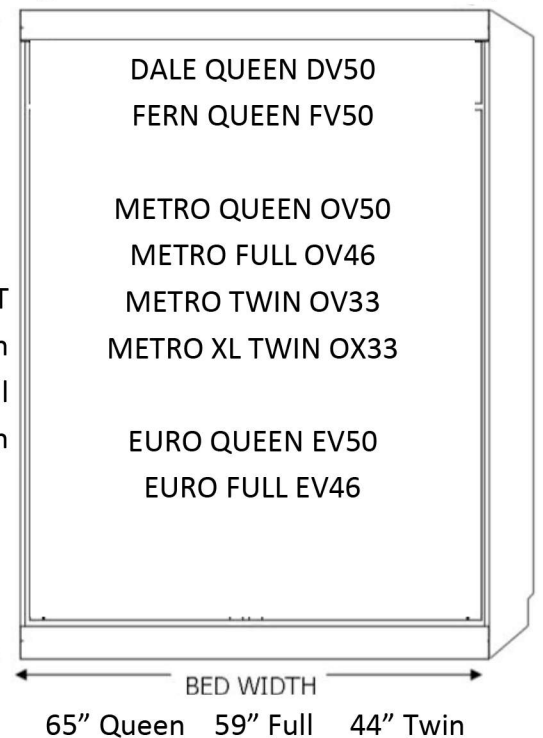 DALE QUEEN DV50
FERN QUEEN FV50
METRO QUEEN OV50
METRO FULL OV46
METRO TWIN OV33
METRO XL TWIN OX33
EURO QUEEN EV50
EURO FULL EV46
BED WIDTH
65” Queen 59” Full 44” Twin